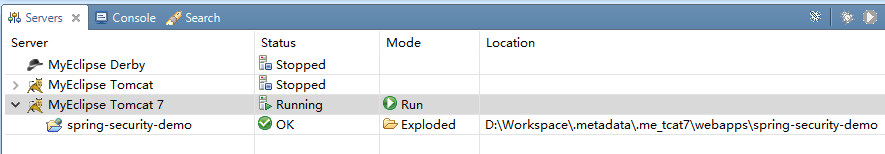 Servers Console Search
Server Status Mode Location
MyEclipse Derby Stopped
MyEclipse Tomcat Stopped
MyEclipse Tomcat 7 Running Run
spring-security-demo OK Exploded D:\Workspace\.metadata\.me_tcat7\webapps\spring-security-demo